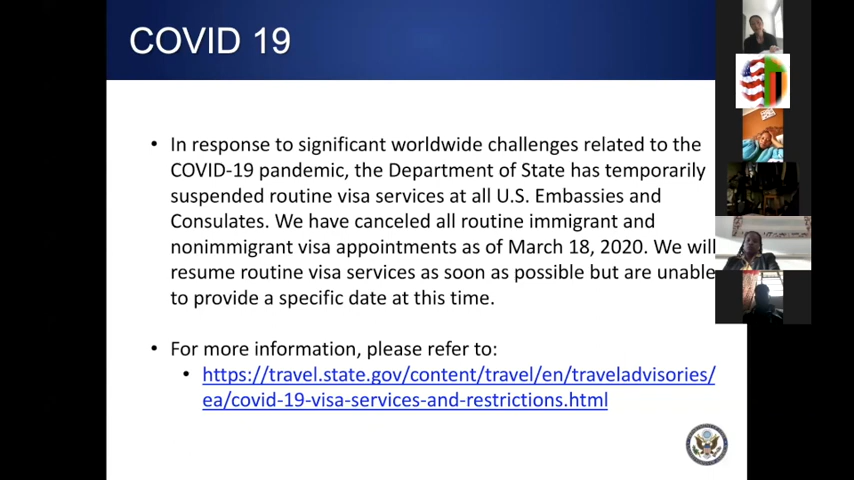 COVID 19
• In response to significant worldwide challenges related to the
COVID-19 pandemic, the Department of State has temporarily
suspended routine visa services at all U.S. Embassies and
Consulates. We have canceled all routine immigrant and
nonimmigrant visa appointments as of March 18, 2020. We will
resume routine visa services as soon as possible but are unable
to provide a specific date at this time.
• For more information, please refer to:
• https://travel.state.gov/content/travel/en/traveladvisories/
ea/covid-19-visa-services-and-restrictions.html